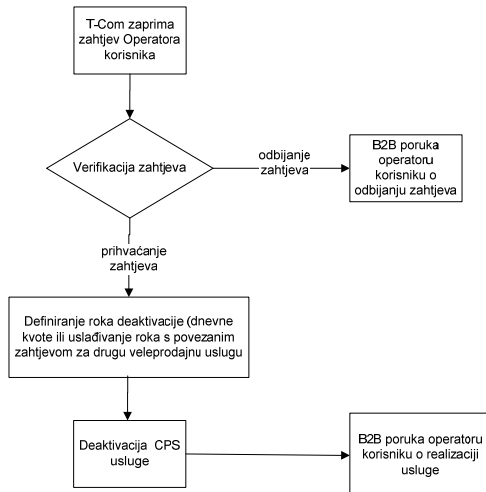 T-Com zaprima
zahtjev Operatora
korisnika
Verifikacija zahtjeva
odbijanje
zahtjeva
B2B poruka
operatoru
korisniku o
odbijanju zahtjeva
prihvaćanje
zahtjeva
Definiranje roka deaktivacije (dnevne
kvote ili uslađivanje roka s povezanim
zahtjevom za drugu veleprodajnu uslugu
Deaktivacija CPS
usluge
B2B poruka operatoru
korisniku o realizaciji
usluge